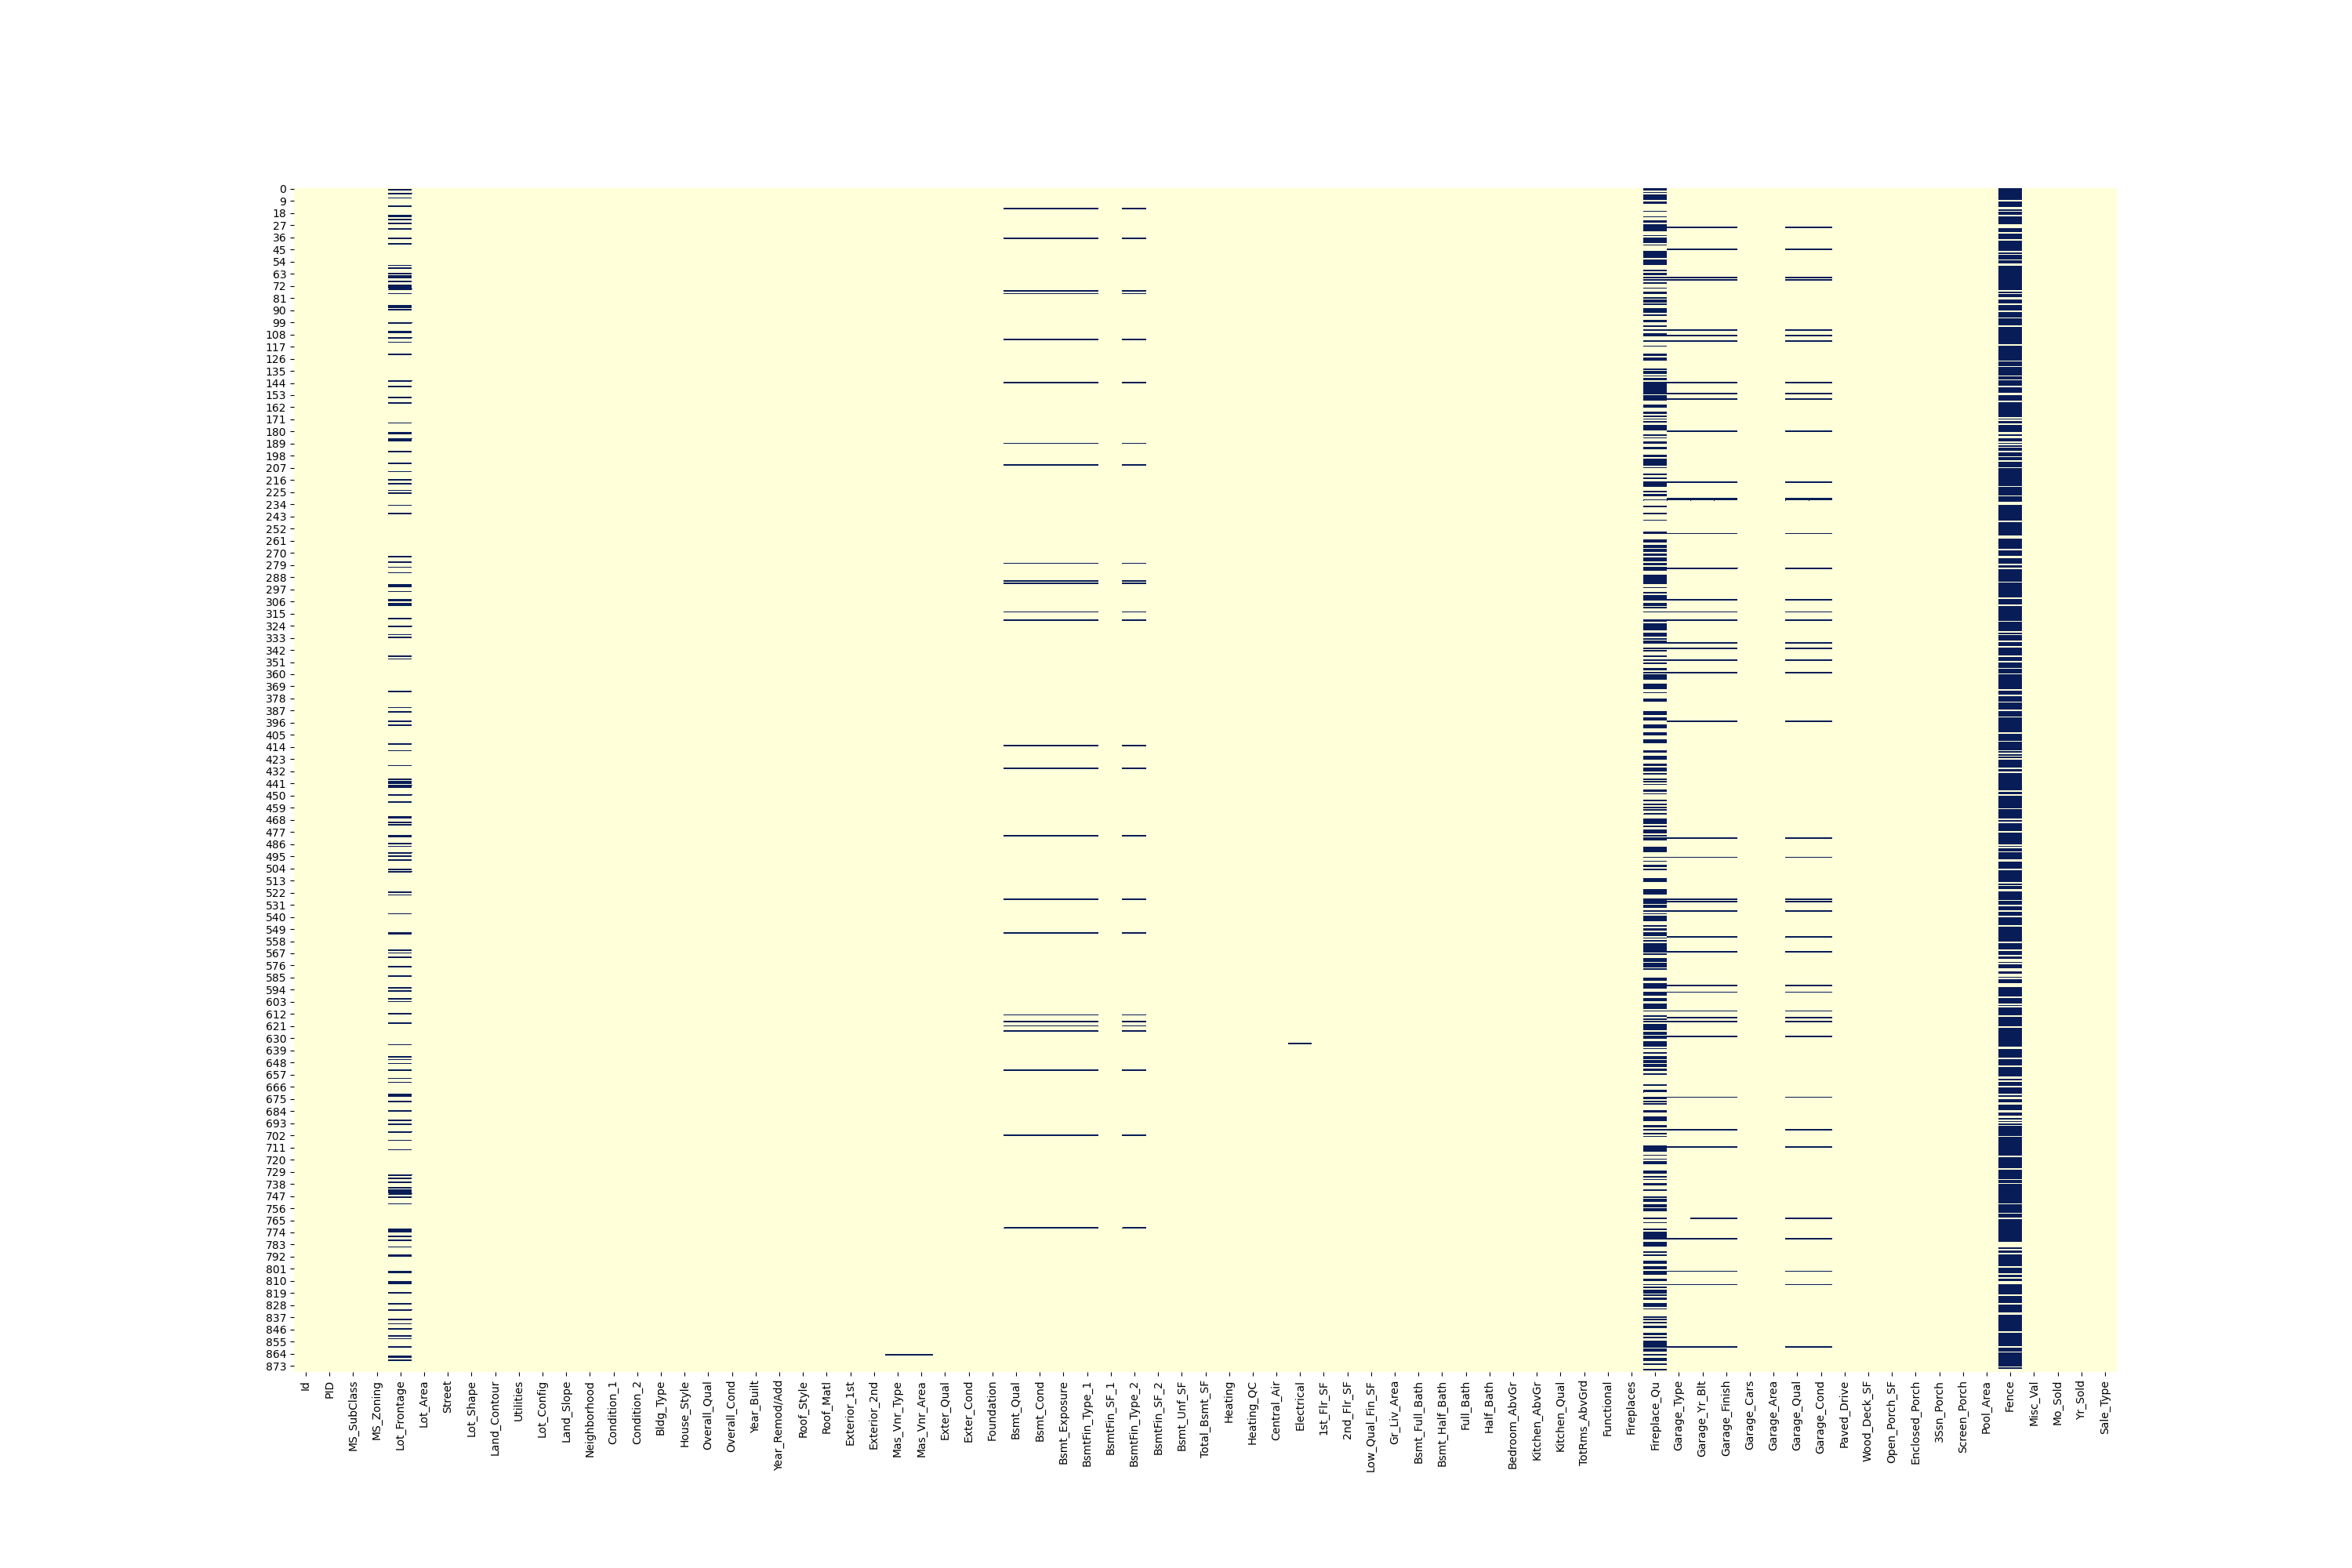 0
9
18
27
36
45
54
63
72
81
90
99
108
117
126
135
144
153
162
171
180
189
198
207
216
225
234
243
252
261
270
279
288
297
306
315
324
333
342
351
360
369
378
387
396
405
414
423
432
441
450
459
468
477
486
495
504
513
522
531
540
549
558
567
576
585
594
603
612
621
630
639
648
657
666
675
684
693
702
711
720
729
738
747
756
765
774
783
792
801
810
819
828
837
846
855
864
873
Id
PID
MS_SubClass
MS_Zoning
Lot_Frontage
Lot_Area
Street
Lot_Shape
Land_Contour
Utilities
Lot_Config
Land_Slope
Neighborhood
Condition_1
Condition_2
Bldg_Type
House_Style
Overall_Qual
Overall_Cond
Year_Built
Year_Remod/Add
Roof_Style
Roof_Matl
Exterior_1st
Exterior_2nd
Mas_Vnr_Type
Mas_Vnr_Area
Exter_Qual
Exter_Cond
Foundation
Bsmt_Qual
Bsmt_Cond
Bsmt_Exposure
BsmtFin_Type_1
BsmtFin_SF_1
BsmtFin_Type_2
BsmtFin_SF_2
Bsmt_Unf_SF
Total_Bsmt_SF
Heating
Heating_QC
Central_Air
Electrical
1st_Flr_SF
2nd_Flr_SF
Low_Qual_Fin_SF
Gr_Liv_Area
Bsmt_Full_Bath
Bsmt_Half_Bath
Full_Bath
Half_Bath
Bedroom_AbvGr
Kitchen_AbvGr
Kitchen_Qual
TotRms_AbvGrd
Functional
Fireplaces
Fireplace_Qu
Garage_Type
Garage_Yr_Blt
Garage_Finish
Garage_Cars
Garage_Area
Garage_Qual
Garage_Cond
Paved_Drive
Wood_Deck_SF
Open_Porch_SF
Enclosed_Porch
3Ssn_Porch
Screen_Porch
Pool_Area
Fence
Misc_Val
Mo_Sold
Yr_Sold
Sale_Type